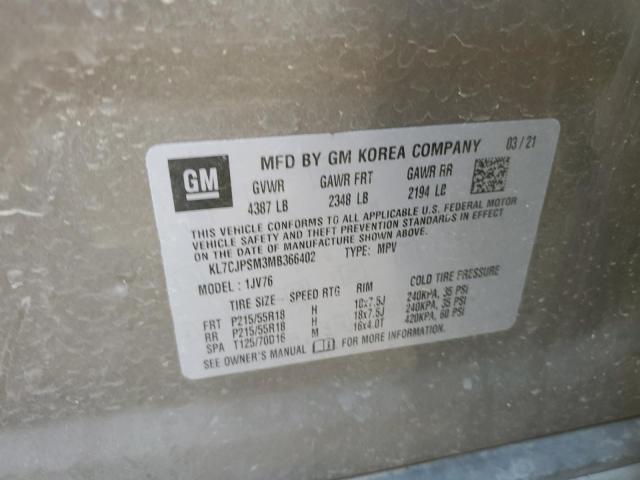 GM
MFD BY GM KOREA COMPANY 03/21
GVWR GAWR FRT GAWR RR
4387 LB 2348 LB 2194 LB
THIS VEHICLE CONFORMS TO ALL APPLICABLE U.S. FEDERAL MOTOR
VEHICLE SAFETY AND THEFT PREVENTION STANDARDS IN EFFECT
ON THE DATE OF MANUFACTURE SHOWN ABOVE.
KL7CJPSM3MB366402 TYPE: MPV
MODEL: 1JV76
TIRE SIZE SPEED RTG RIM COLD TIRE PRESSURE
FRT P215/55R18 H 18x7.5J 240KPA, 35 PSI
RR P215/55R18 H 18x7.5J 240KPA, 35 PSI
SPA T125/70D16 M 16x4.0T 420KPA, 60 PSI
SEE OWNER'S MANUAL FOR MORE INFORMATION.